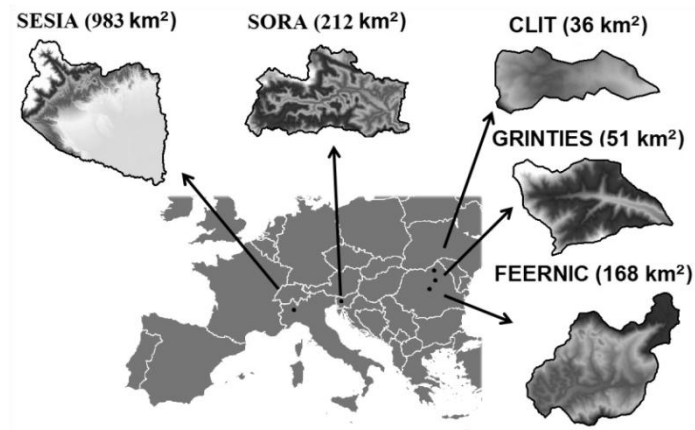 SESIA (983 km²)
SORA (212 km²)
CLIT (36 km²)
GRINTIES (51 km²)
FEERNIC (168 km²)